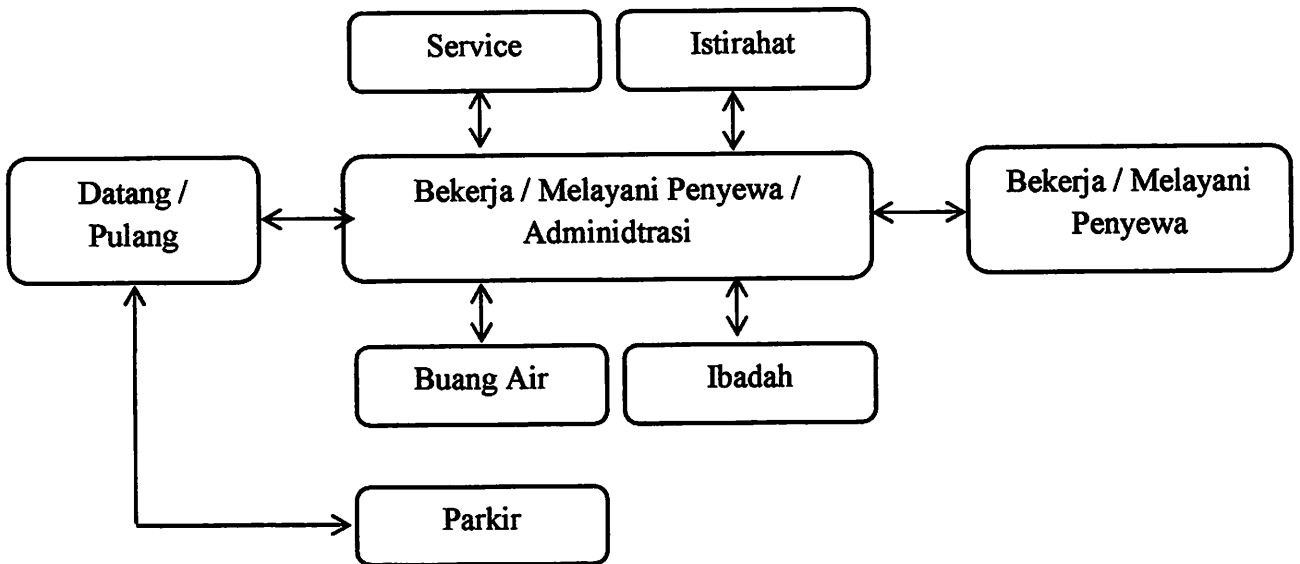 Service
Istirahat
Datang /
Pulang
Bekerja / Melayani Penyewa /
Adminidtrasi
Bekerja / Melayani
Penyewa
Buang Air
Ibadah
Parkir